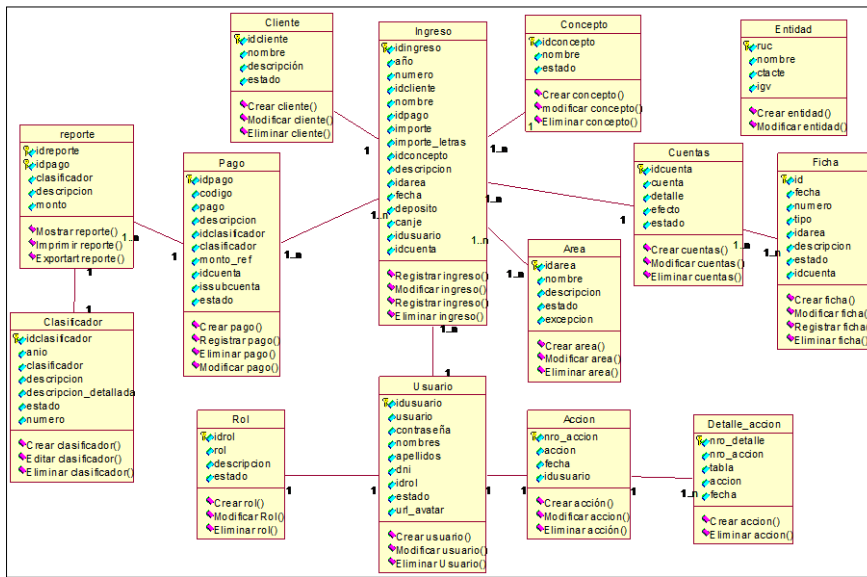 Cliente
idcliente
nombre
descripción
estado
Crear cliente()
Modificar cliente()
Eliminar cliente()
1
Ingreso
idingreso
año
numero
idcliente
nombre
idpago
importe
importe_letras
idconcepto
descripcion
idarea
fecha
deposito
canje
idusuario
idcuenta
Registrar ingreso()
Modificar ingreso()
Registrar ingreso()
Eliminar ingreso()
1..n
1..n
1..n
1..n
1..n
Concepto
idconcepto
nombre
estado
Crear concepto()
modificar concepto()
Eliminar concepto()
1
Entidad
ruc
nombre
ctacte
igv
Crear entidad()
Modificar entidad()
reporte
idreporte
idpago
clasificador
descripcion
monto
Mostrar reporte()
Imprimir reporte()
Exportart reporte()
1..n
1
Pago
idpago
codigo
pago
descripcion
idclasificador
clasificador
monto_ref
idcuenta
issubcuenta
estado
Crear pago()
Registrar pago()
Eliminar pago()
Modificar pago()
1
1..n
Cuentas
idcuenta
cuenta
detalle
efecto
estado
Crear cuentas()
Modificar cuentas()
Eliminar cuentas()
1
1..n
Ficha
id
fecha
numero
tipo
idarea
descripcion
estado
idcuenta
Crear ficha()
Modificar ficha()
Registrar ficha()
Eliminar ficha()
1..n
Area
idarea
nombre
descripcion
estado
excepcion
Crear area()
Modificar area()
Eliminar area()
1..n
Clasificador
idclasificador
anio
clasificador
descripcion
descripcion_detallada
estado
numero
Crear clasificador()
Editar clasificador()
Eliminar clasificador()
1
Rol
idrol
rol
descripcion
estado
Crear rol()
Modificar Rol()
Eliminar rol()
1
Usuario
idusuario
usuario
contraseña
nombres
apellidos
dni
idrol
estado
url_avatar
Crear usuario()
Modificar usuario()
Eliminar Usuario()
1
1
1
Accion
nro_accion
accion
fecha
idusuario
Crear acción()
Modificar accion()
Eliminar acción()
1
1
Detalle_accion
nro_detalle
nro_accion
tabla
accion
fecha
Crear accion()
Eliminar accion()
1..n